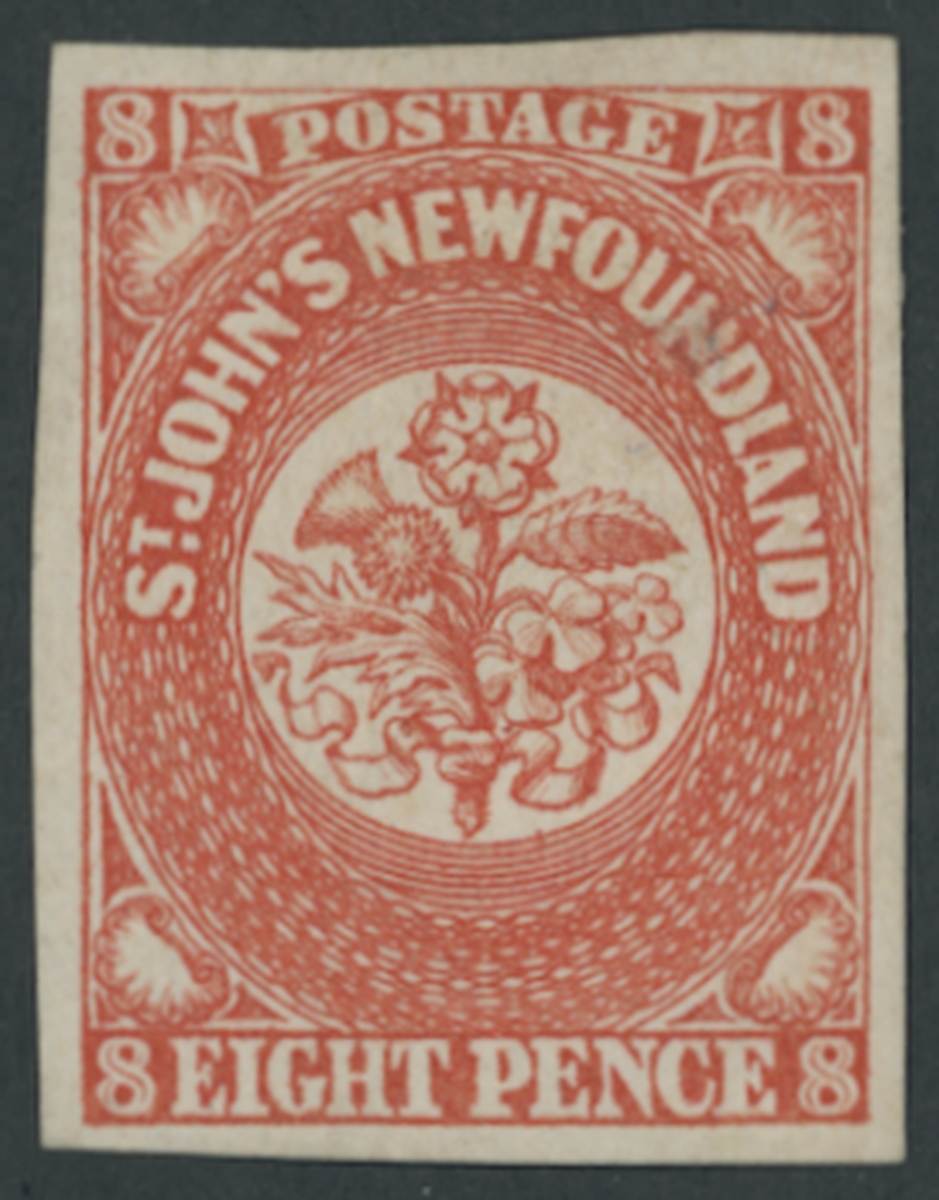 8 POSTAGE 8
ST. JOHN'S NEWFOUNDLAND
8 EIGHT PENCE 8